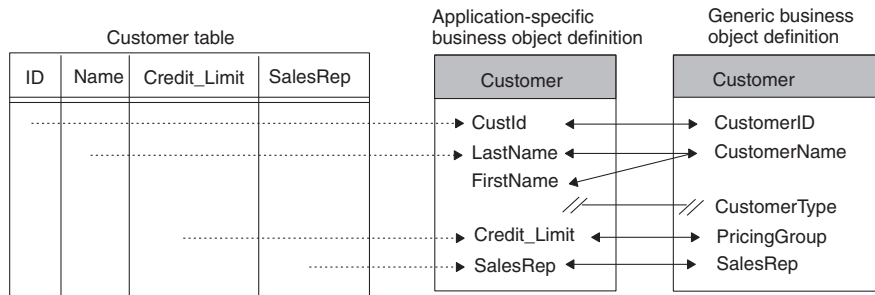 Customer table
ID Name Credit_Limit SalesRep
Application-specific
business object definition
Customer
CustId
LastName
FirstName
Credit_Limit
SalesRep
Generic business
object definition
Customer
CustomerID
CustomerName
CustomerType
PricingGroup
SalesRep